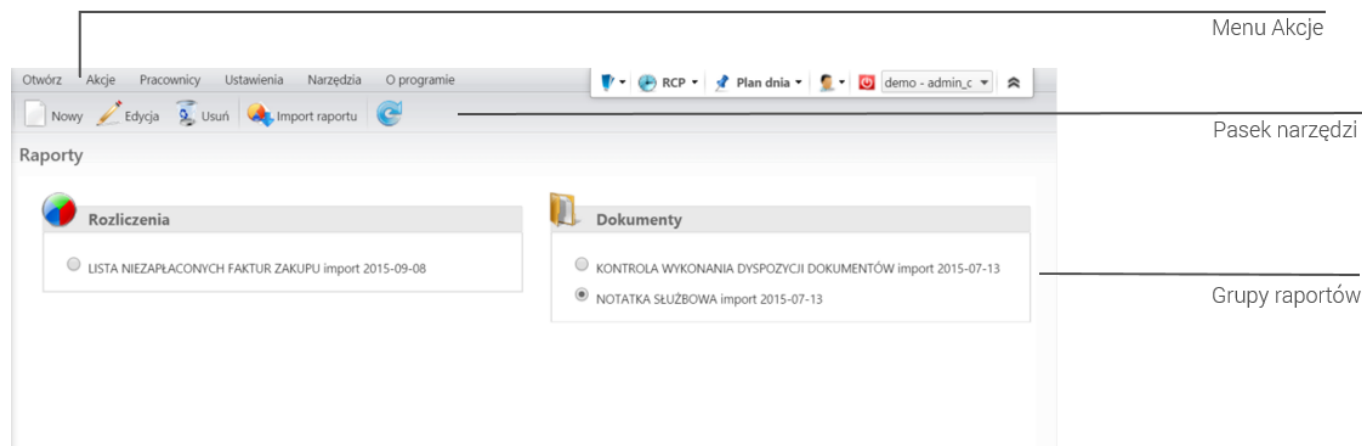 Menu Akcje
Otwórz Akcje Pracownicy Ustawienia Narzędzia O programie
RCP Plan dnia demo - admin_c
Nowy Edycja Usuń Import raportu
Pasek narzędzi
Raporty
Rozliczenia
LISTA NIEZAPŁACONYCH FAKTUR ZAKUPU import 2015-09-08
Dokumenty
KONTROLA WYKONANIA DYSPOZYCJI DOKUMENTÓW import 2015-07-13
NOTATKA SŁUŻBOWA import 2015-07-13
Grupy raportów